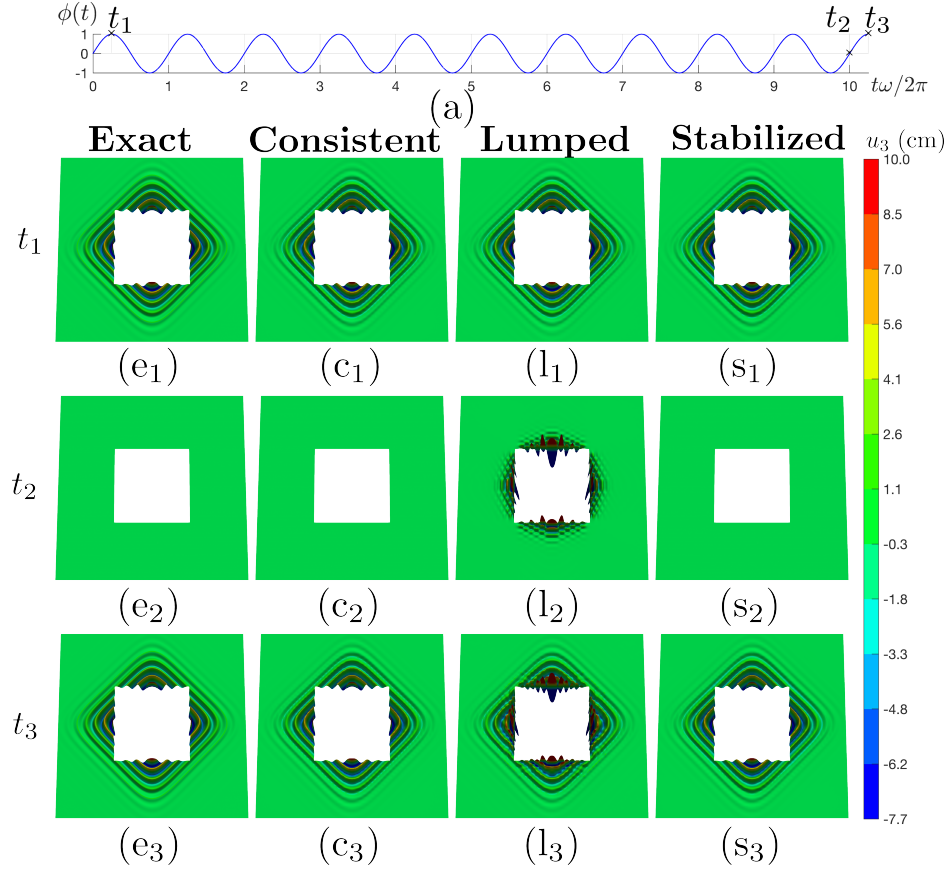 ϕ(t) t₁ t₂ t₃
1
0
-1
0 1 2 3 4 5 6 7 8 9 10 tω/2π
(a)
Exact Consistent Lumped Stabilized u₃ (cm)
t₁
(e₁) (c₁) (l₁) (s₁)
t₂
(e₂) (c₂) (l₂) (s₂)
t₃
(e₃) (c₃) (l₃) (s₃)
10.0
8.5
7.0
5.6
4.1
2.6
1.1
-0.3
-1.8
-3.3
-4.8
-6.2
-7.7